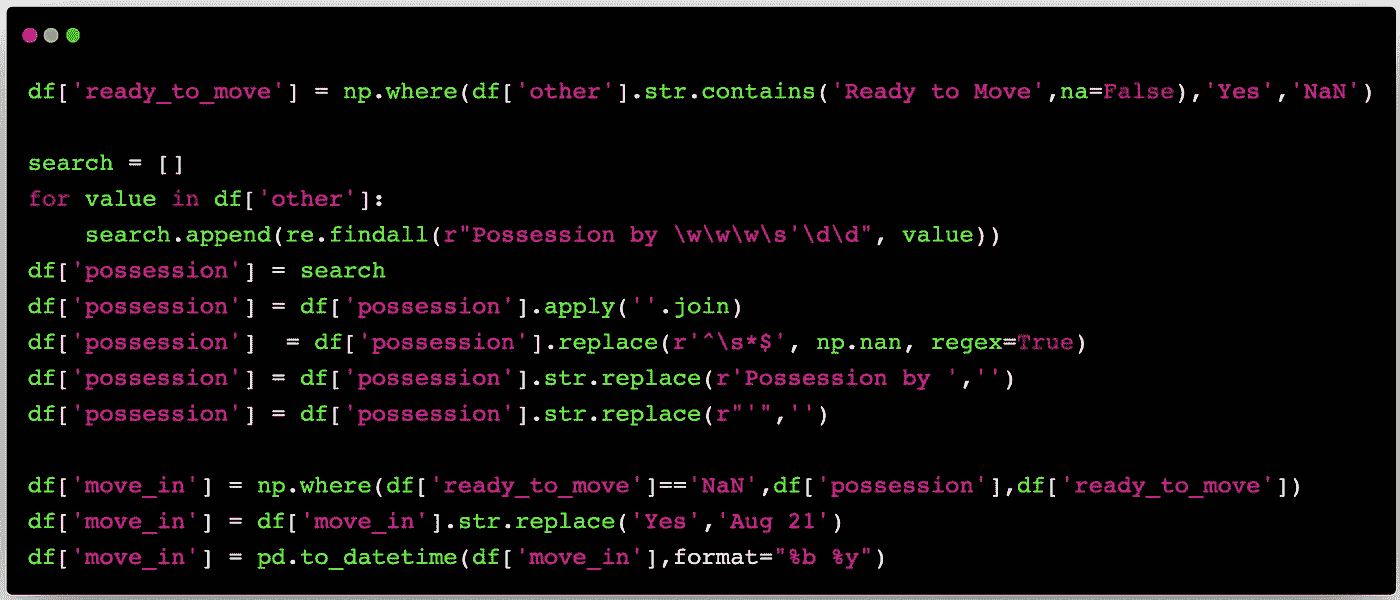 df['ready_to_move'] = np.where(df['other'].str.contains('Ready to Move',na=False),'Yes','NaN')
search = []
for value in df['other']:
    search.append(re.findall(r"Possession by \w\w\w\s'\d\d", value))
df['possession'] = search
df['possession'] = df['possession'].apply(''.join)
df['possession']  = df['possession'].replace(r'^\s*$', np.nan, regex=True)
df['possession'] = df['possession'].str.replace(r'Possession by ','')
df['possession'] = df['possession'].str.replace(r"'",'')
df['move_in'] = np.where(df['ready_to_move']=='NaN',df['possession'],df['ready_to_move'])
df['move_in'] = df['move_in'].str.replace('Yes','Aug 21')
df['move_in'] = pd.to_datetime(df['move_in'],format="%b %y")